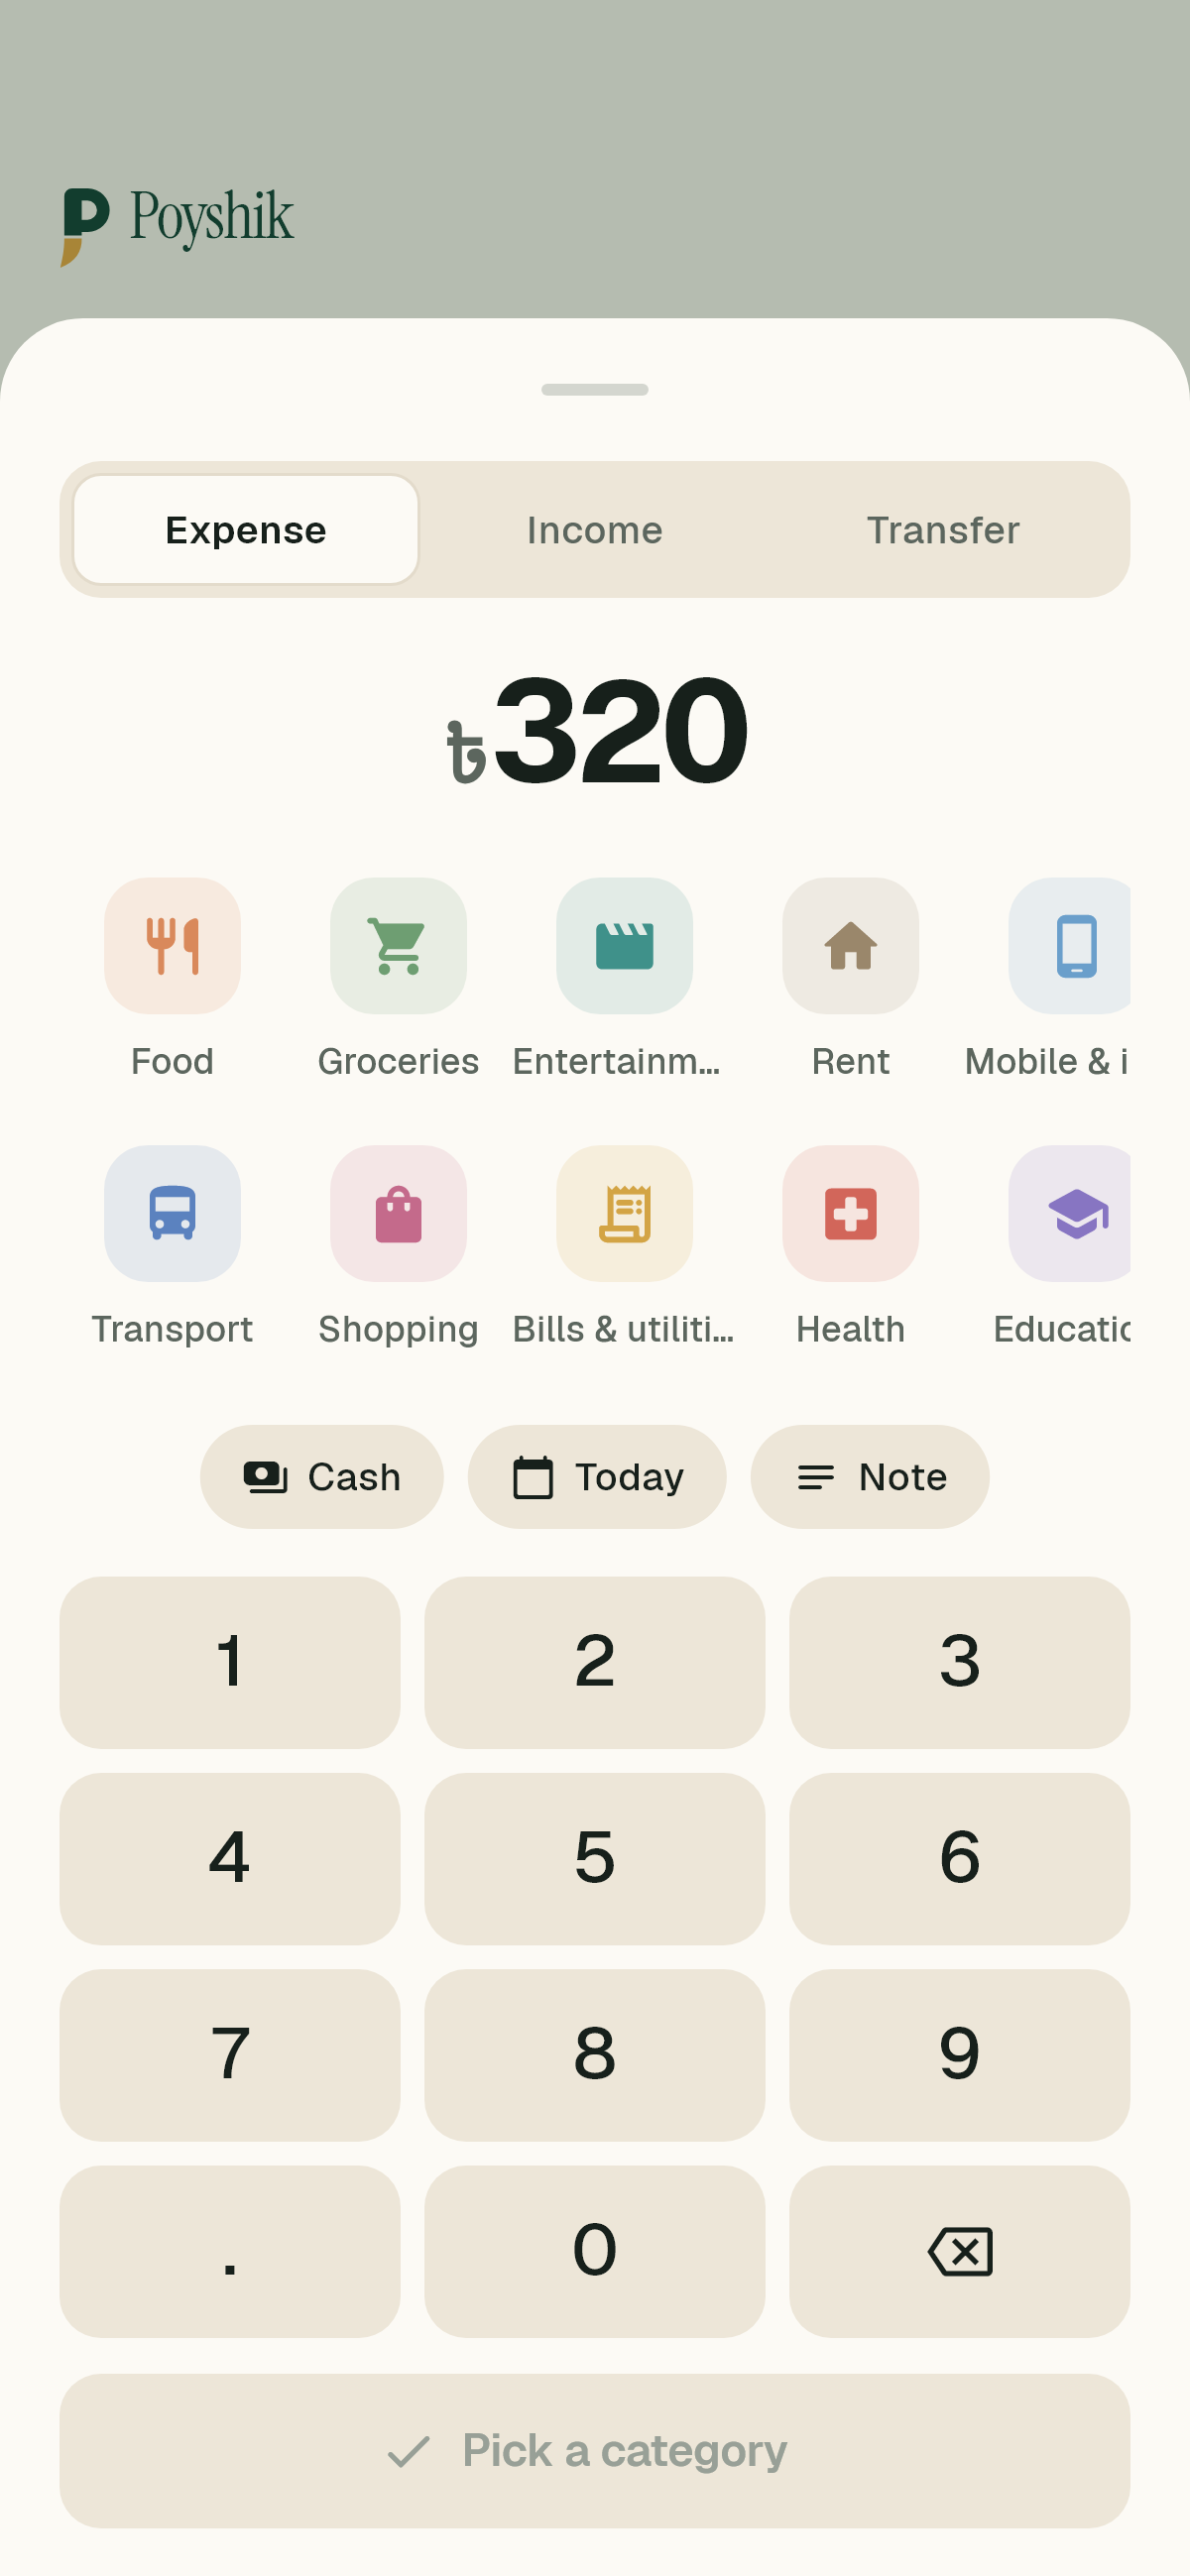 Poyshik
Expense Income Transfer
৳320
Food Groceries Entertainm... Rent Mobile & i
Transport Shopping Bills & utiliti... Health Educatio
Cash Today Note
1 2 3
4 5 6
7 8 9
. 0
Pick a category